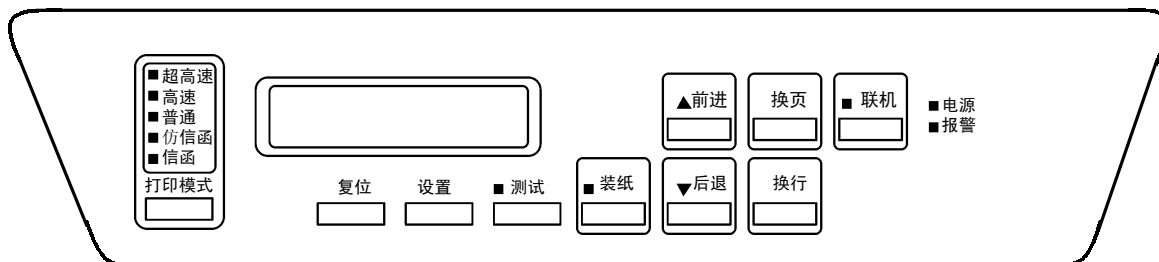 超高速
高速
普通
仿信函
信函
打印模式
复位
设置
测试
装纸
前进
换页
联机
后退
换行
电源
报警